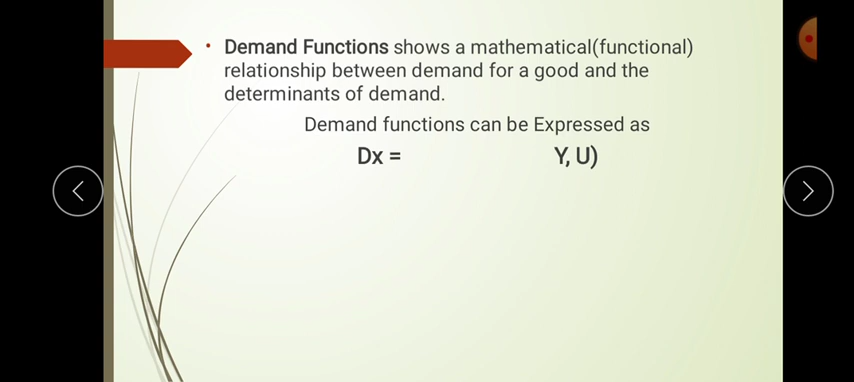 • Demand Functions shows a mathematical(functional)
relationship between demand for a good and the
determinants of demand.
Demand functions can be Expressed as
Dx = Y, U)